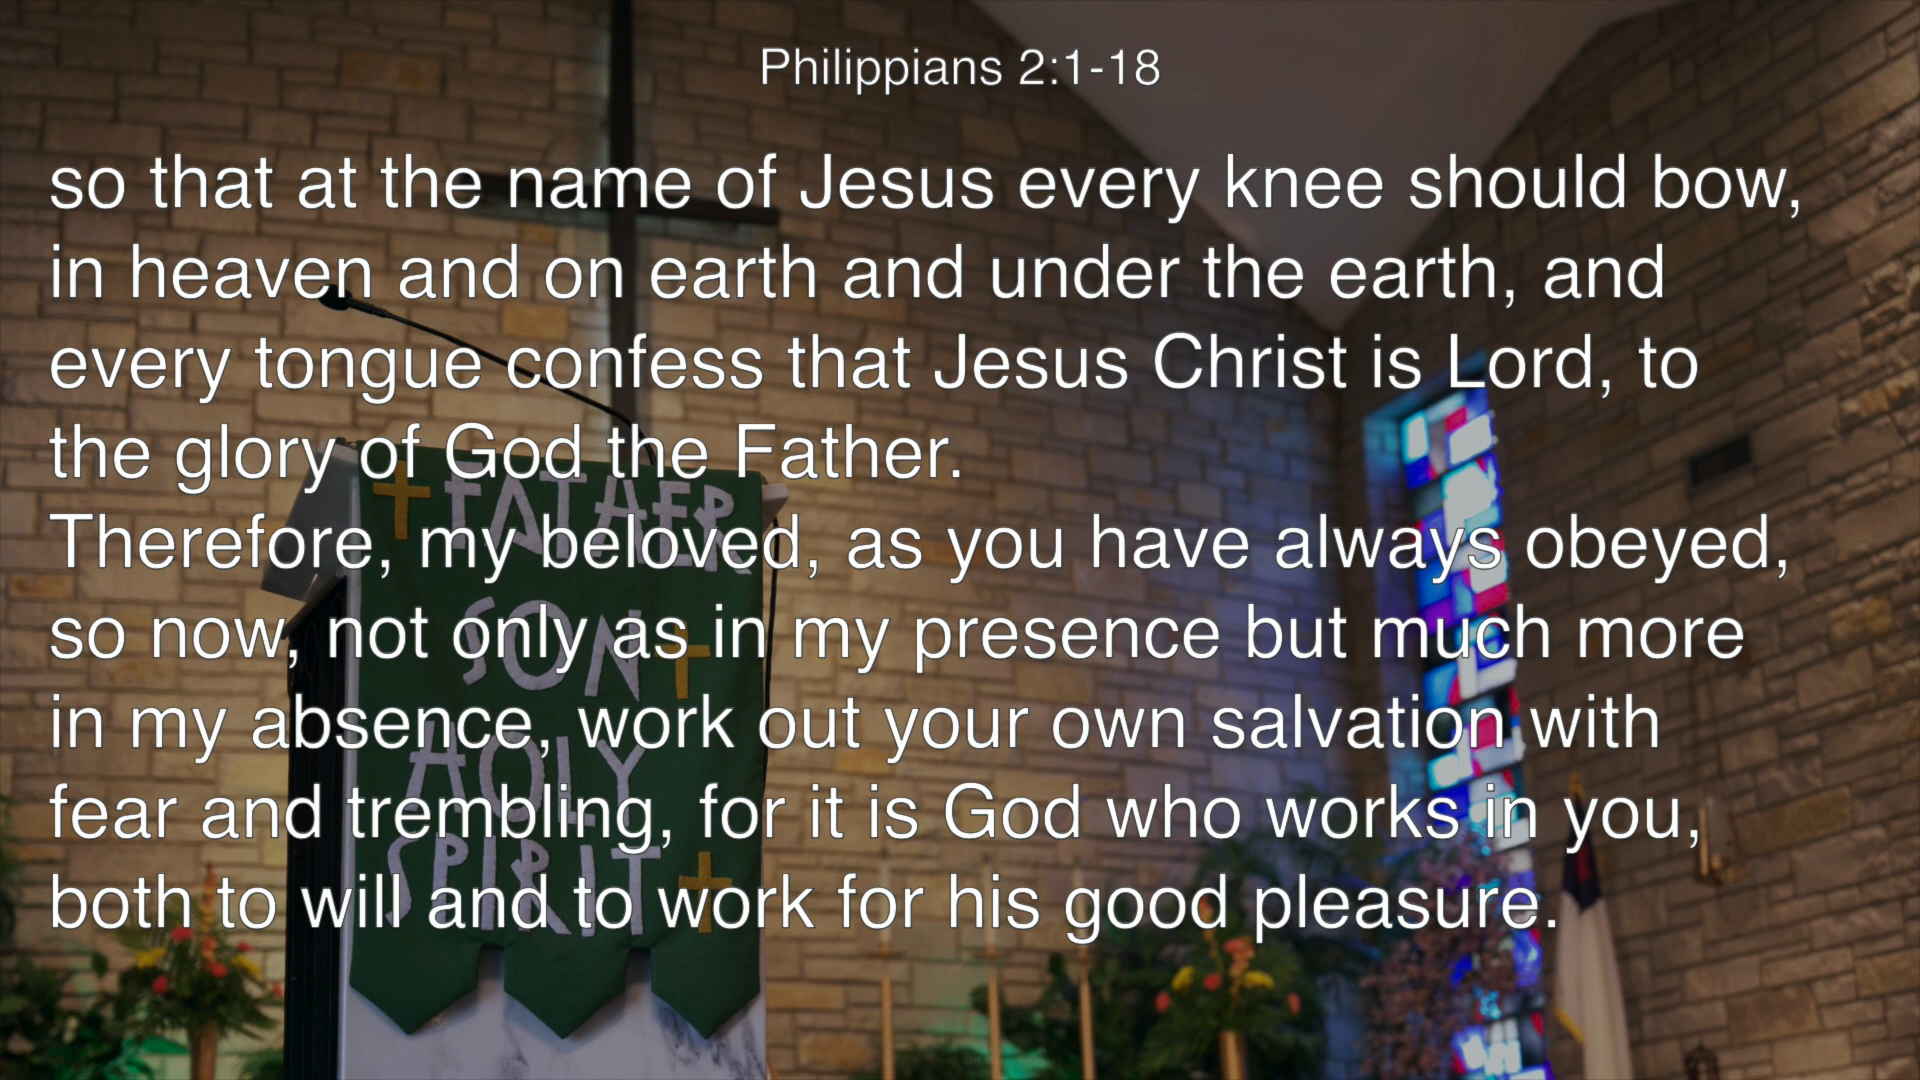 Philippians 2:1-18
so that at the name of Jesus every knee should bow,
in heaven and on earth and under the earth, and
every tongue confess that Jesus Christ is Lord, to
the glory of God the Father.
Therefore, my beloved, as you have always obeyed,
so now, not only as in my presence but much more
in my absence, work out your own salvation with
fear and trembling, for it is God who works in you,
both to will and to work for his good pleasure.
FATHER
SON
HOLY
SPIRIT